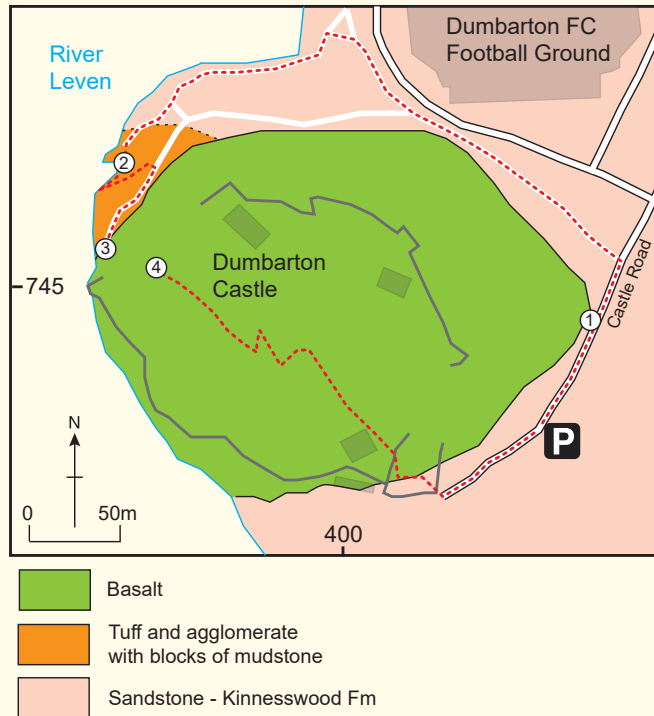 Dumbarton FC
Football Ground
River
Leven
2
3
4
Dumbarton
Castle
745
1
Castle Road
P
N
0 50m
400
Basalt
Tuff and agglomerate
with blocks of mudstone
Sandstone - Kinnesswood Fm